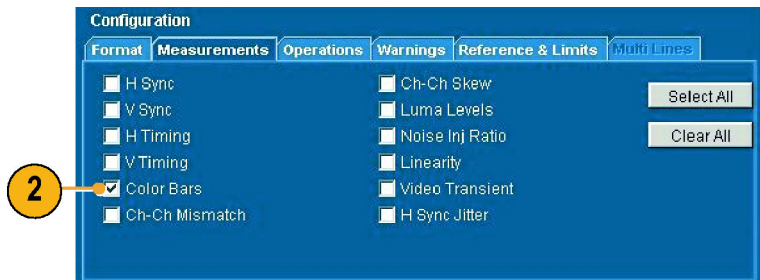 Configuration
Format Measurements Operations Warnings Reference & Limits Multi Lines
H Sync
V Sync
H Timing
V Timing
Color Bars
Ch-Ch Mismatch
Ch-Ch Skew
Luma Levels
Noise Inj Ratio
Linearity
Video Transient
H Sync Jitter
Select All
Clear All
2